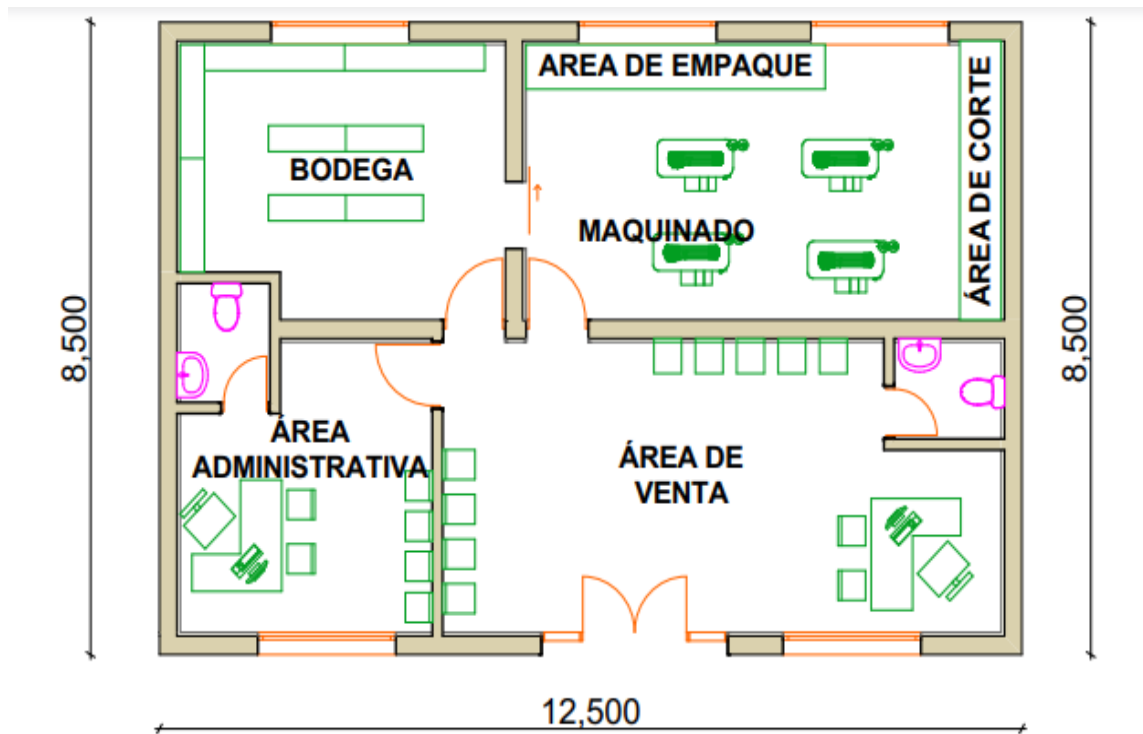 AREA DE EMPAQUE
ÁREA DE CORTE
BODEGA
MAQUINADO
8,500
8,500
ÁREA
ADMINISTRATIVA
ÁREA DE
VENTA
12,500